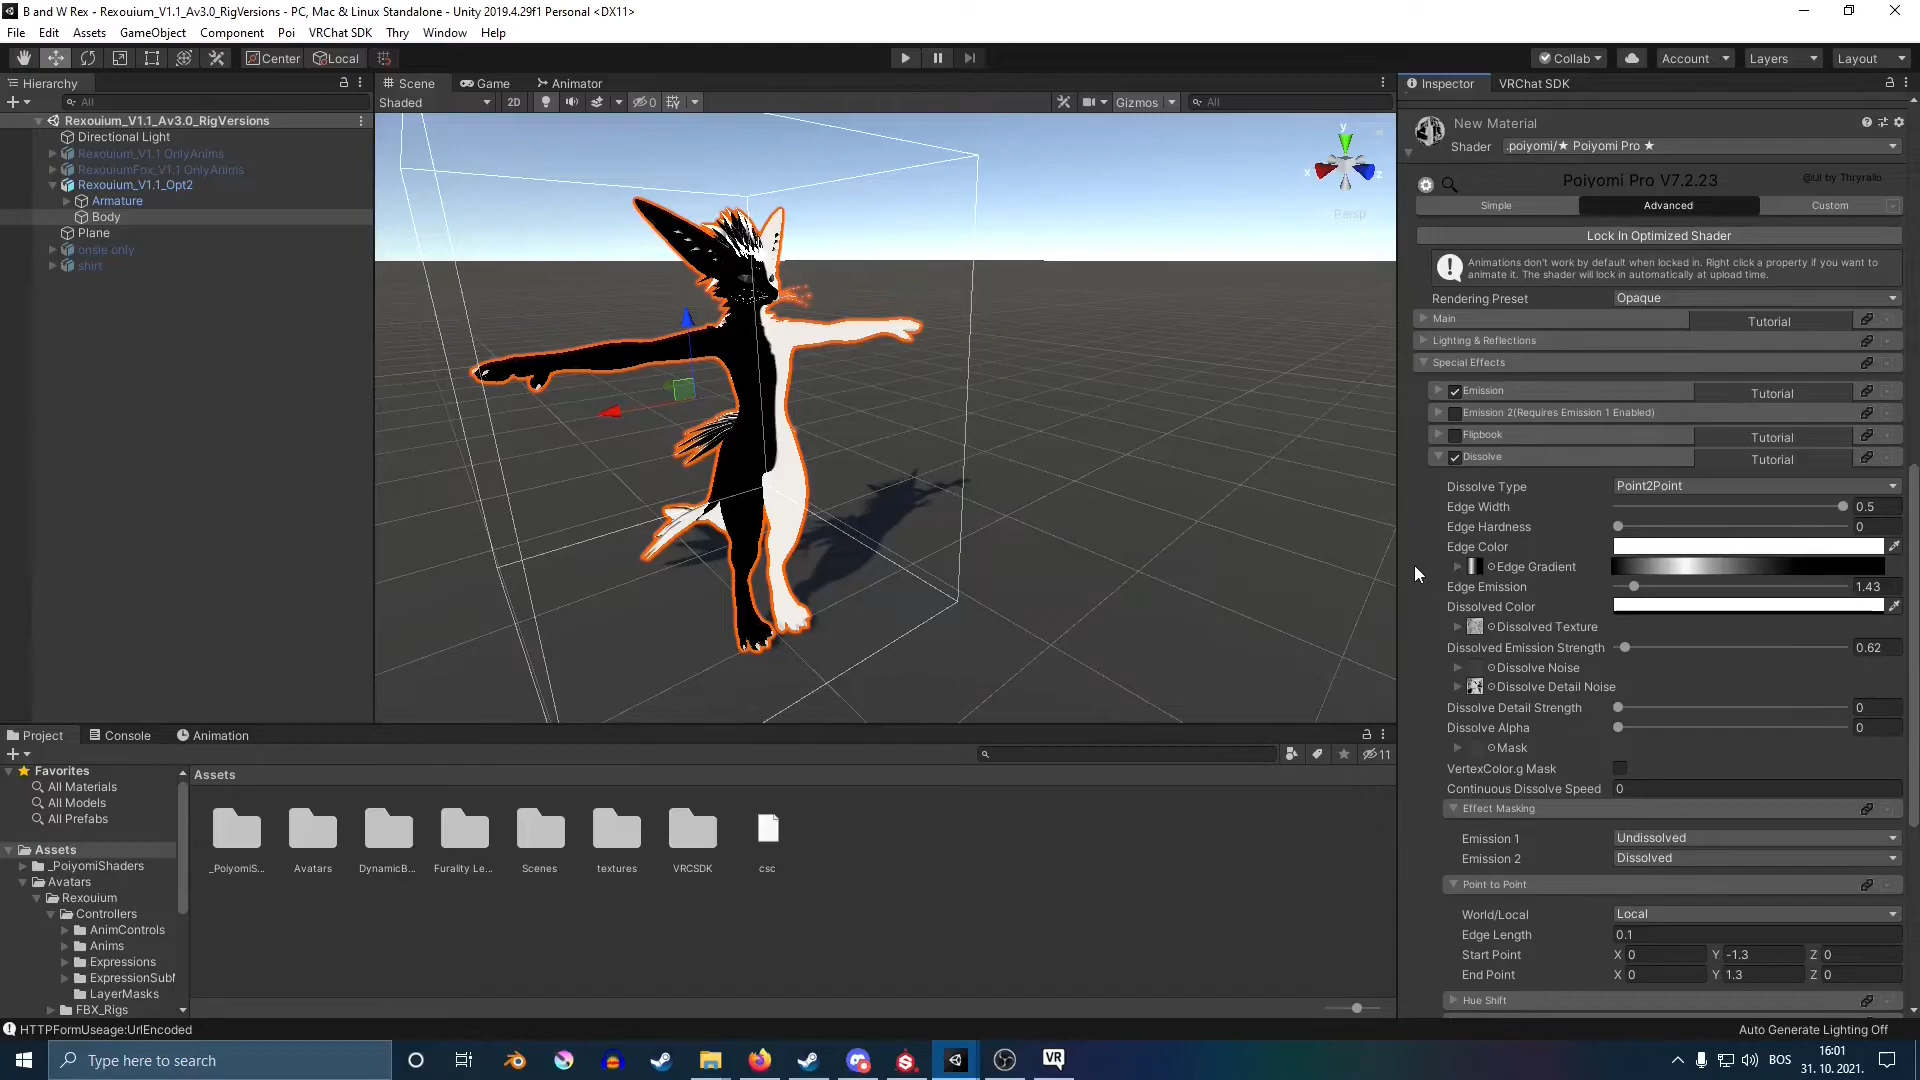 B and W Rex - Rexouium_V1.1_Av3.0_RigVersions - PC, Mac & Linux Standalone - Unity 2019.4.29f1 Personal <DX11>
File Edit Assets GameObject Component Poi VRChat SDK Thry Window Help
Center Local Collab Account Layers Layout
Hierarchy
All
Rexouium_V1.1_Av3.0_RigVersions
Directional Light
Rexouium_V1.1 OnlyAnims
RexouiumFox_V1.1 OnlyAnims
Rexouium_V1.1_Opt2
Armature
Body
Plane
onsie only
shirt
Scene Game Animator
Shaded 2D 0 Gizmos All
y
x
z
Persp
Inspector VRChat SDK
New Material
Shader .poiyomi/★ Poiyomi Pro ★
Poiyomi Pro V7.2.23 @UI by Thryrallo
Simple Advanced Custom
Lock In Optimized Shader
Animations don't work by default when locked in. Right click a property if you want to
animate it. The shader will lock in automatically at upload time.
Rendering Preset Opaque
Main Tutorial
Lighting & Reflections
Special Effects
Emission Tutorial
Emission 2(Requires Emission 1 Enabled)
Flipbook Tutorial
Dissolve Tutorial
Dissolve Type Point2Point
Edge Width 0.5
Edge Hardness 0
Edge Color
Edge Gradient
Edge Emission 1.43
Dissolved Color
Dissolved Texture
Dissolved Emission Strength 0.62
Dissolve Noise
Dissolve Detail Noise
Dissolve Detail Strength 0
Dissolve Alpha 0
Mask
VertexColor.g Mask
Continuous Dissolve Speed 0
Effect Masking
Emission 1 Undissolved
Emission 2 Dissolved
Point to Point
World/Local Local
Edge Length 0.1
Start Point X 0 Y -1.3 Z 0
End Point X 0 Y 1.3 Z 0
Hue Shift
Project Console Animation
11
Favorites
All Materials
All Models
All Prefabs
Assets
_PoiyomiShaders
Avatars
Rexouium
Controllers
AnimControls
Anims
Expressions
ExpressionSub
LayerMasks
FBX_Rigs
Assets
_PoiyomiS... Avatars DynamicB... Furality Le... Scenes textures VRCSDK csc
HTTPFormUseage:UrlEncoded
Auto Generate Lighting Off
Type here to search
VR
BOS
16:01
31. 10. 2021.